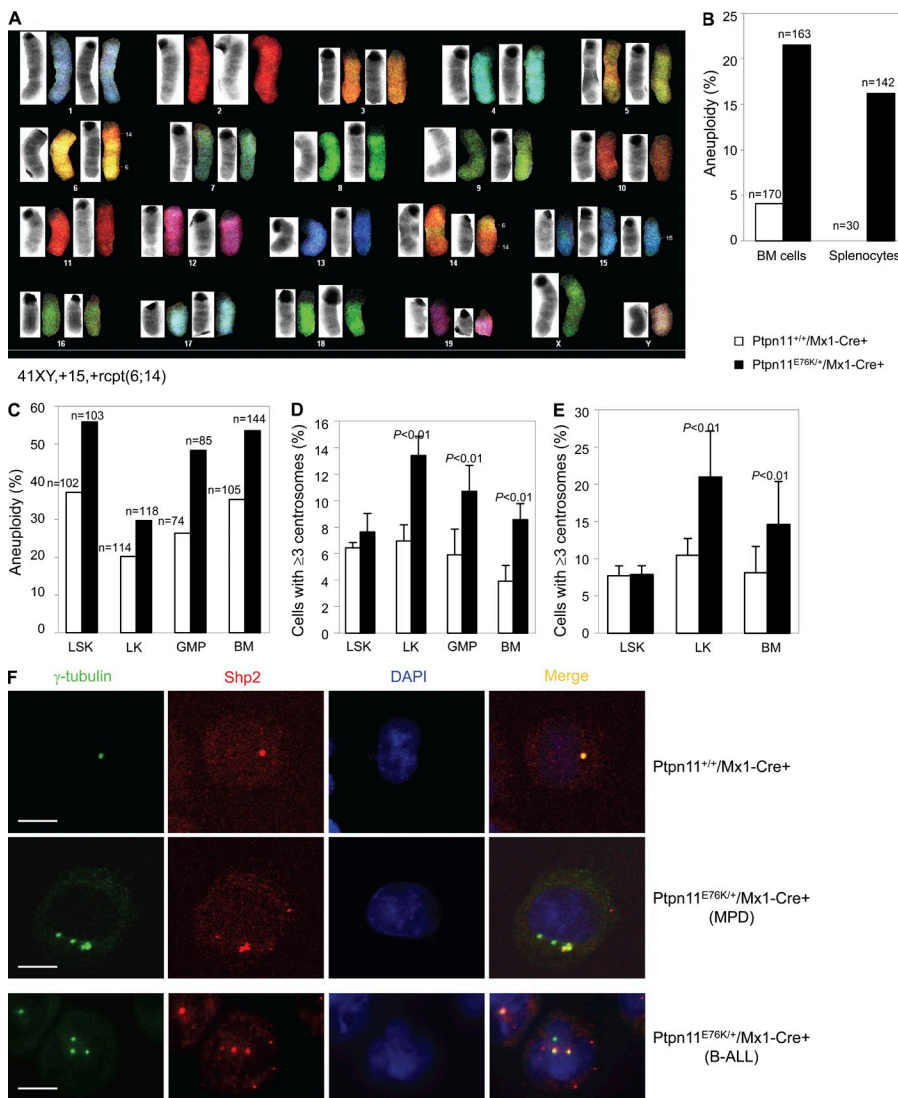 A
1 2 3 4 5
14
6
6 7 8 9 10
6
14
15
11 12 13 14 15
16 17 18 19 X Y
41XY,+15,+rcpt(6;14)
B
Aneuploidy (%)
25
20
15
10
5
0
n=170
n=163
n=30
n=142
BM cells Splenocytes
Ptpn11+/+/Mx1-Cre+
Ptpn11E76K/+/Mx1-Cre+
C
Aneuploidy (%)
60
50
40
30
20
10
0
n=102
n=103
n=114
n=118
n=74
n=85
n=105
n=144
LSK LK GMP BM
D
Cells with ≥3 centrosomes (%)
16
14
12
10
8
6
4
2
0
P<0.01
P<0.01
P<0.01
LSK LK GMP BM
E
Cells with ≥3 centrosomes (%)
30
25
20
15
10
5
0
P<0.01
P<0.01
LSK LK BM
F
γ-tubulin Shp2 DAPI Merge
Ptpn11+/+/Mx1-Cre+
Ptpn11E76K/+/Mx1-Cre+
(MPD)
Ptpn11E76K/+/Mx1-Cre+
(B-ALL)